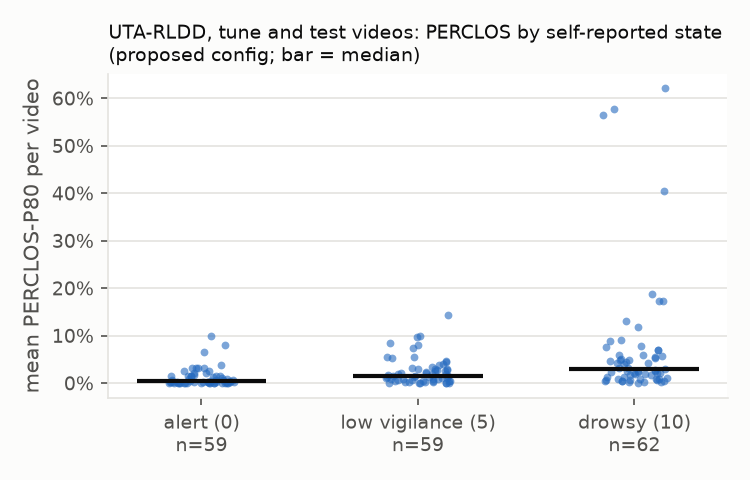 UTA-RLDD, tune and test videos: PERCLOS by self-reported state
(proposed config; bar = median)
mean PERCLOS-P80 per video
60%
50%
40%
30%
20%
10%
0%
alert (0)
n=59
low vigilance (5)
n=59
drowsy (10)
n=62